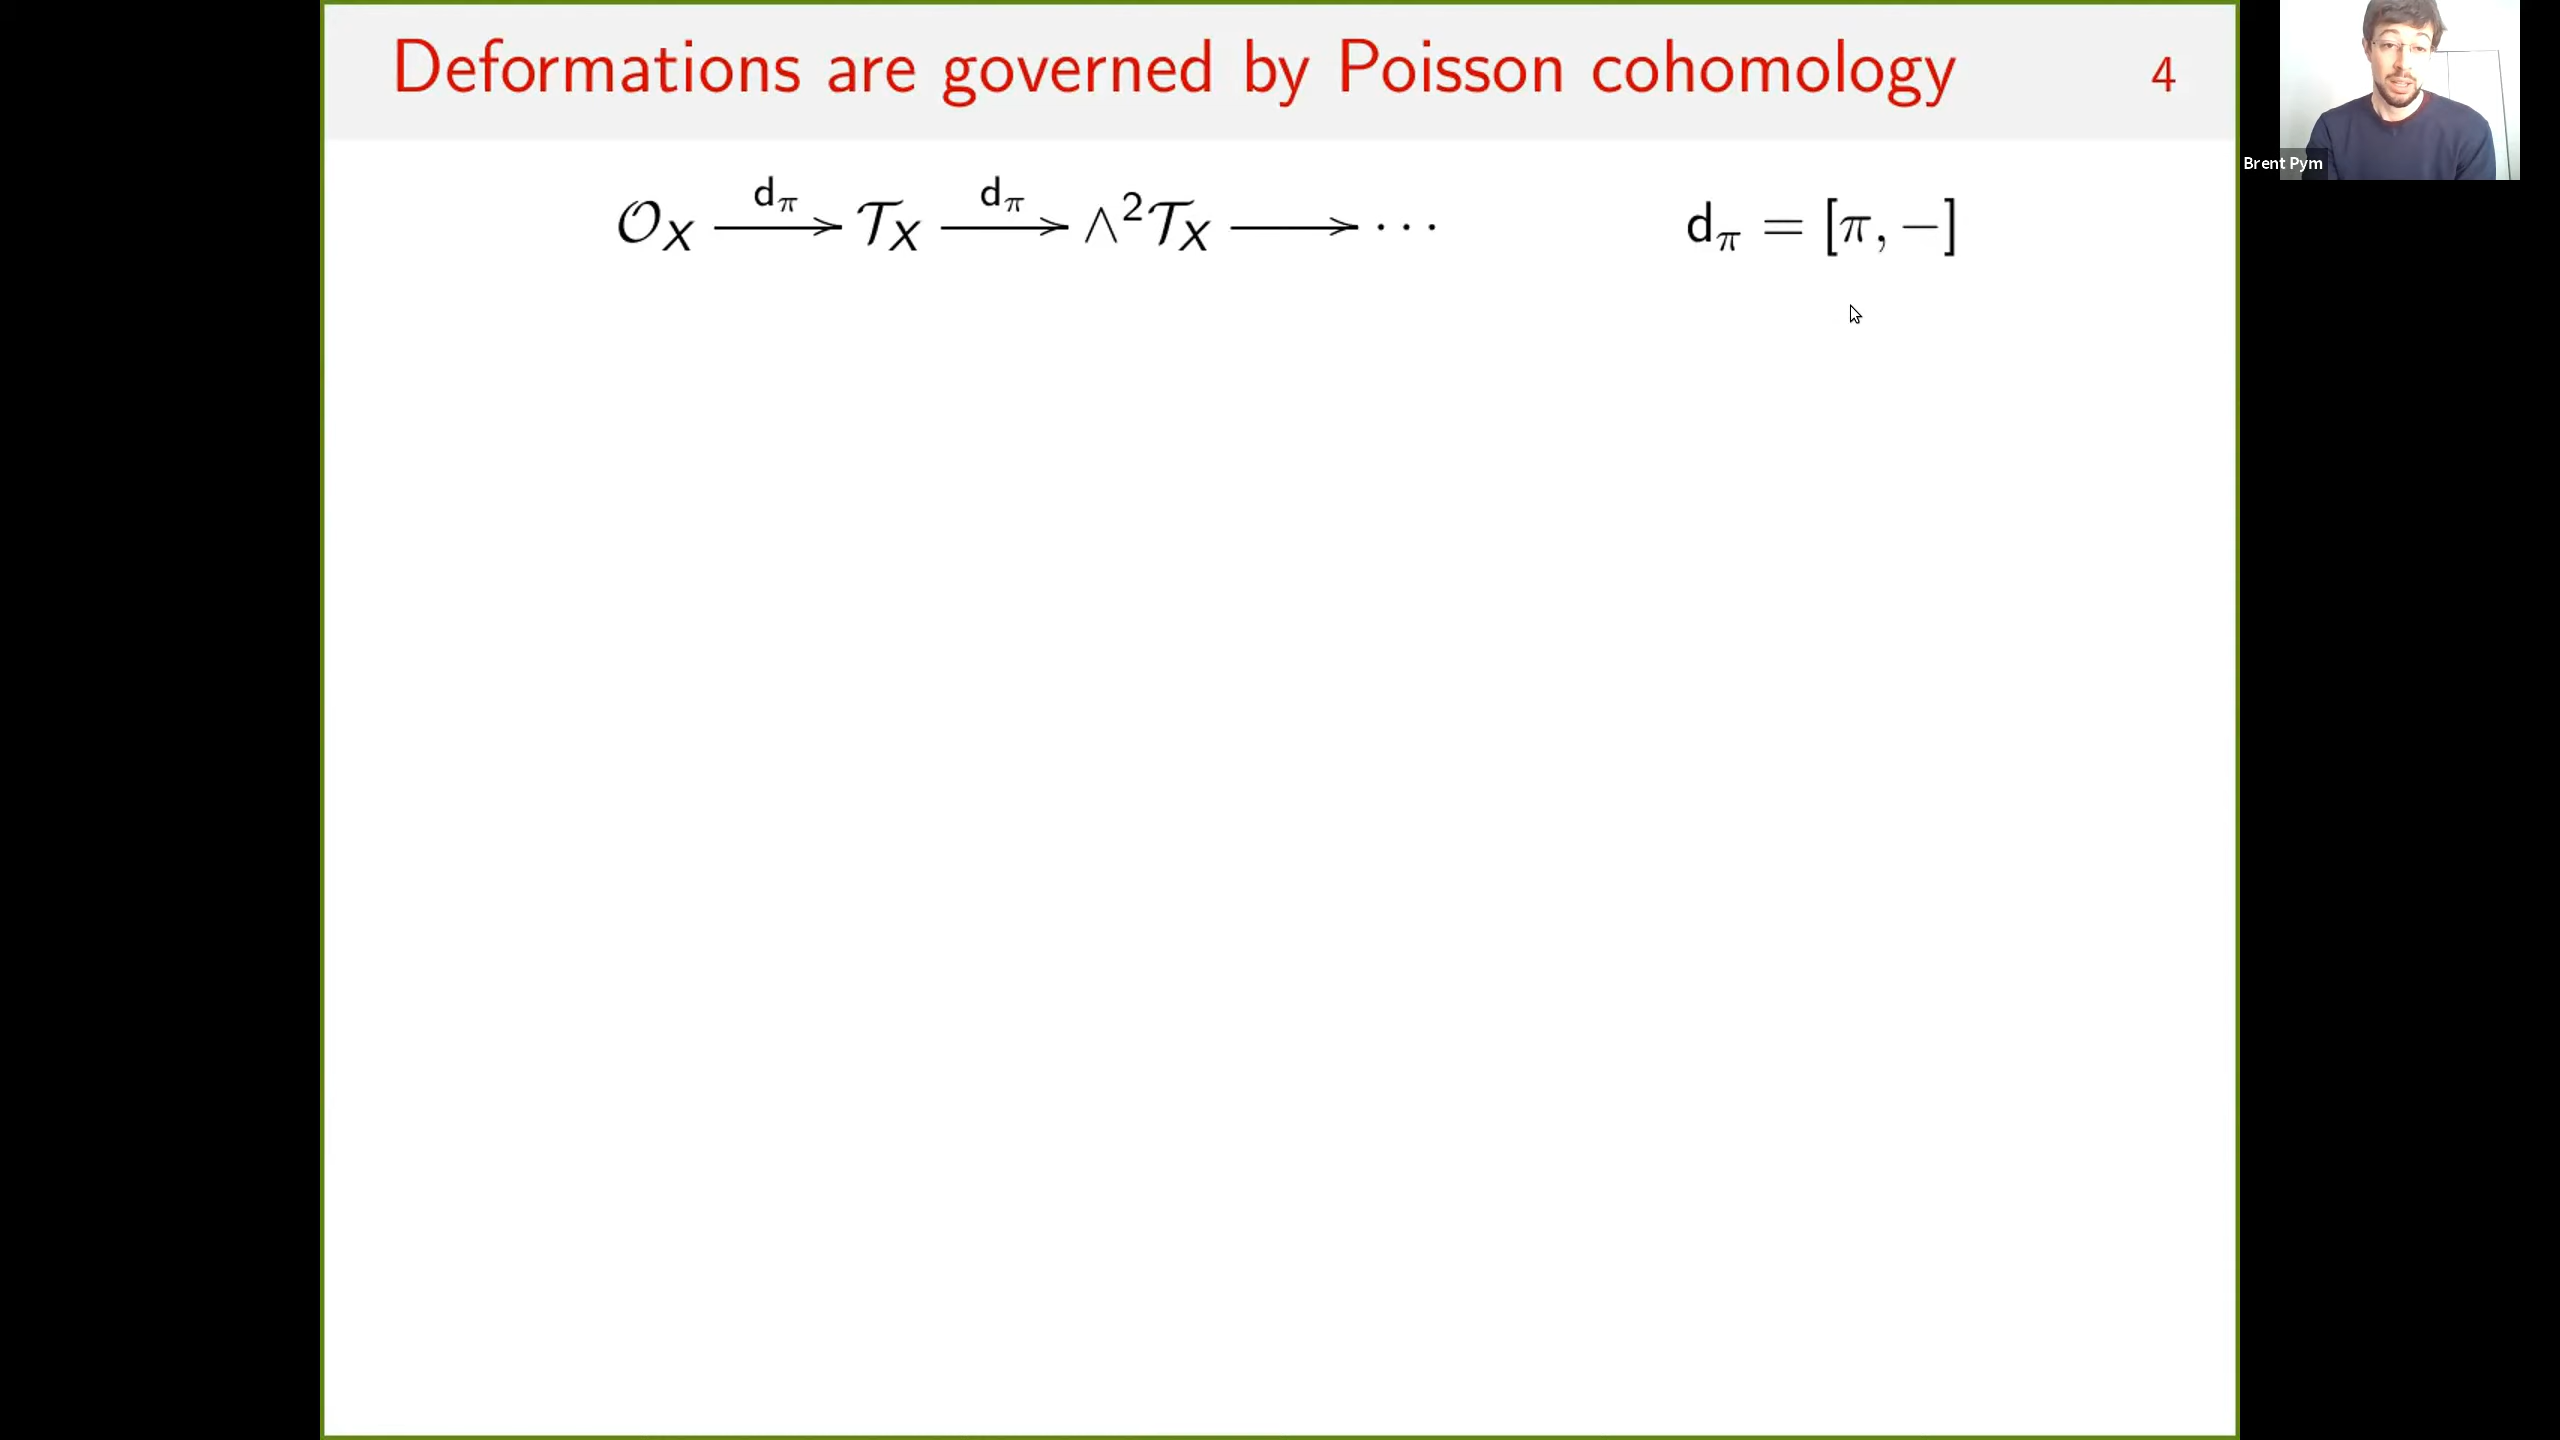 Deformations are governed by Poisson cohomology 4
𝒪_X —d_π→ 𝒯_X —d_π→ ∧²𝒯_X ⟶ ⋯ d_π = [π, −]
Brent Pym